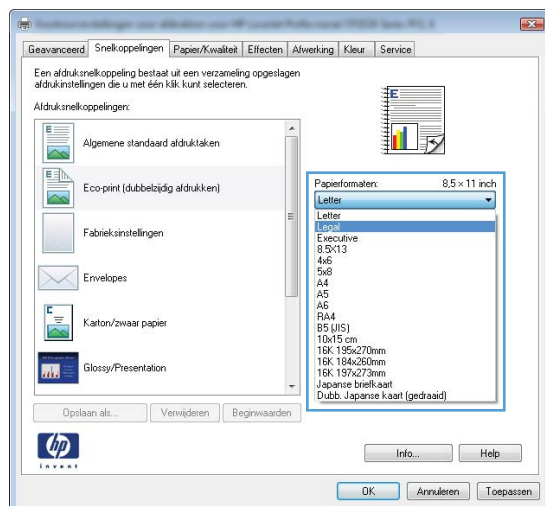 Geavanceerd Snelkoppelingen Papier/Kwaliteit Effecten Afwerking Kleur Service
Een afdruksnelkoppeling bestaat uit een verzameling opgeslagen
afdrukinstellingen die u met één klik kunt selecteren.
Afdruksnelkoppelingen:
Algemene standaard afdruktaken
Eco-print (dubbelzijdig afdrukken)
Fabrieksinstellingen
Envelopes
Karton/zwaar papier
Glossy/Presentation
Papierformaten: 8,5 × 11 inch
Letter
Letter
Legal
Executive
8.5X13
4x6
5x8
A4
A5
A6
RA4
B5 (JIS)
10x15 cm
16K 195x270mm
16K 184x260mm
16K 197x273mm
Japanse briefkaart
Dubb. Japanse kaart (gedraaid)
Opslaan als... Verwijderen Beginwaarden
hp
invent
Info... Help
OK Annuleren Toepassen